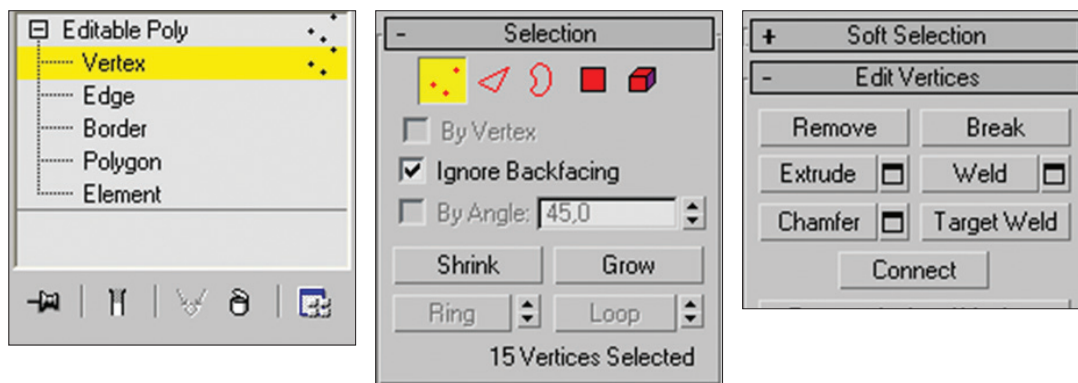 Editable Poly
Vertex
Edge
Border
Polygon
Element
- Selection
By Vertex
Ignore Backfacing
By Angle: 45,0
Shrink Grow
Ring Loop
15 Vertices Selected
+ Soft Selection
- Edit Vertices
Remove Break
Extrude Weld
Chamfer Target Weld
Connect